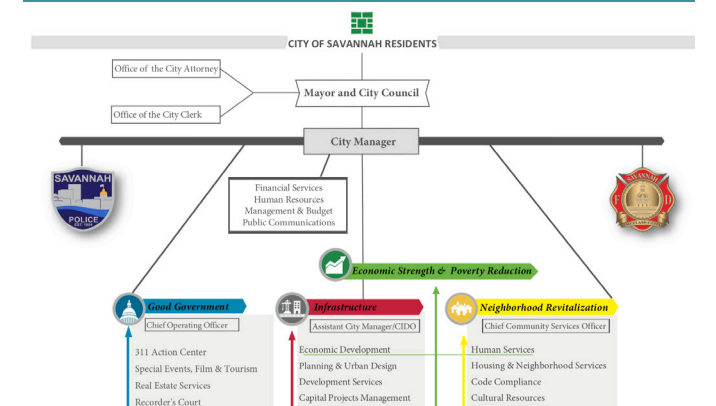 CITY OF SAVANNAH RESIDENTS
Office of the City Attorney
Mayor and City Council
Office of the City Clerk
City Manager
SAVANNAH
POLICE
EST. 1854
SAVANNAH
F D
Financial Services
Human Resources
Management & Budget
Public Communications
Economic Strength & Poverty Reduction
Good Government
Chief Operating Officer
311 Action Center
Special Events, Film & Tourism
Real Estate Services
Recorder's Court
Infrastructure
Assistant City Manager/CIDO
Economic Development
Planning & Urban Design
Development Services
Capital Projects Management
Neighborhood Revitalization
Chief Community Services Officer
Human Services
Housing & Neighborhood Services
Code Compliance
Cultural Resources